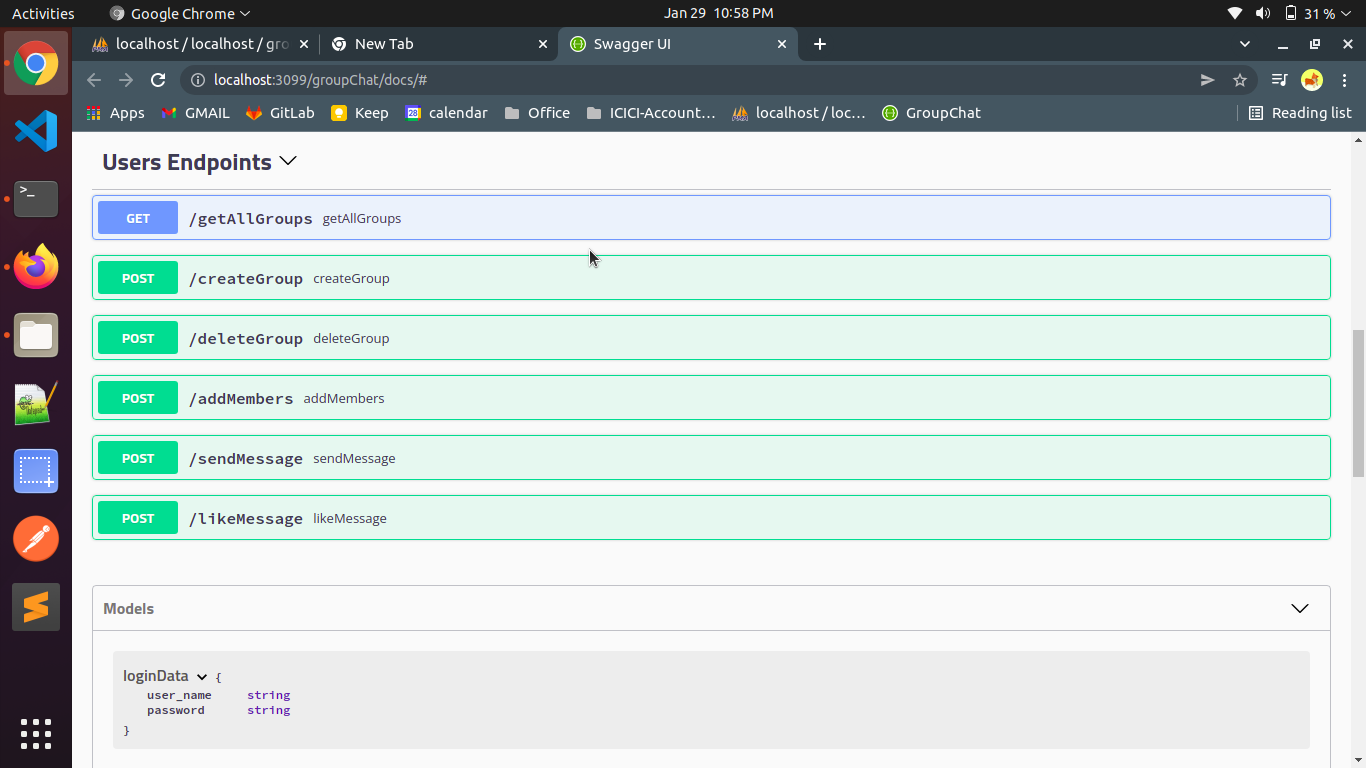 Activities Google Chrome Jan 29 10:58 PM 31 %
localhost / localhost / gro New Tab Swagger UI
localhost:3099/groupChat/docs/#
Apps GMAIL GitLab Keep 28 calendar Office ICICI-Account… localhost / loc… GroupChat Reading list
Users Endpoints
GET /getAllGroups getAllGroups
POST /createGroup createGroup
POST /deleteGroup deleteGroup
POST /addMembers addMembers
POST /sendMessage sendMessage
POST /likeMessage likeMessage
Models
loginData {
user_name string
password string
}